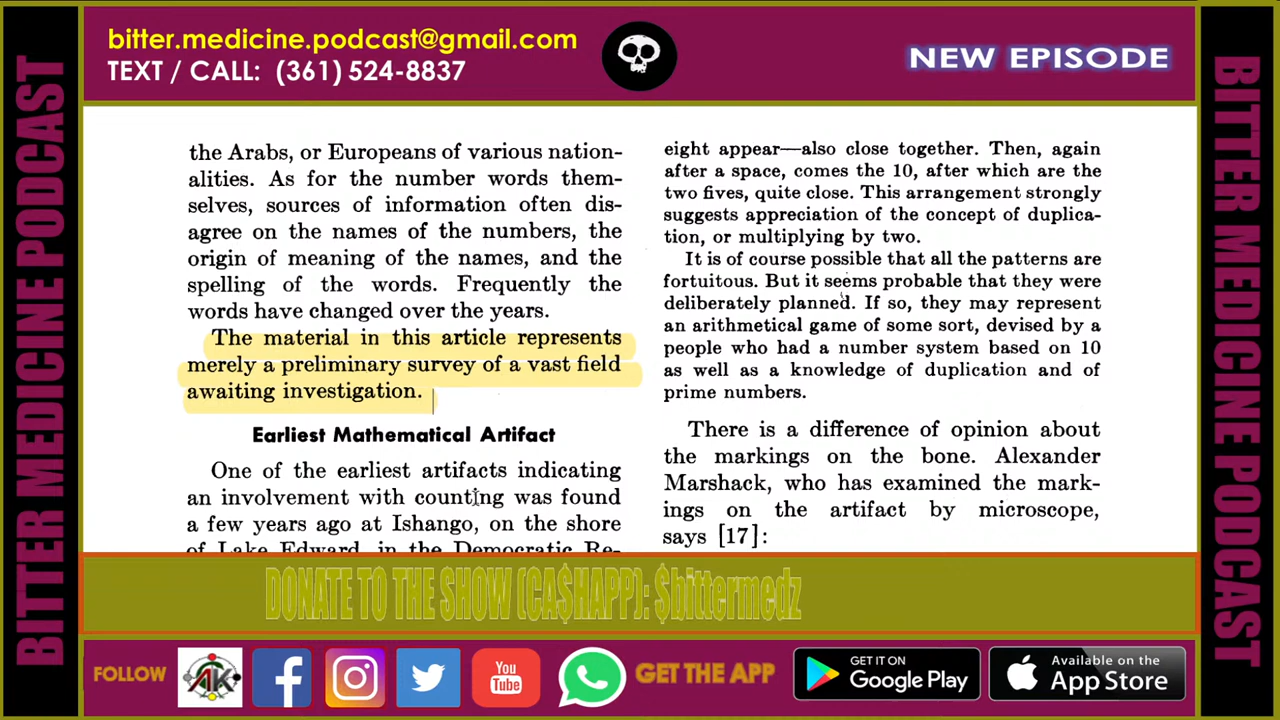 bitter.medicine.podcast@gmail.com
TEXT / CALL: (361) 524-8837
NEW EPISODE
BITTER MEDICINE PODCAST
the Arabs, or Europeans of various nation-
alities. As for the number words them-
selves, sources of information often dis-
agree on the names of the numbers, the
origin of meaning of the names, and the
spelling of the words. Frequently the
words have changed over the years.
The material in this article represents
merely a preliminary survey of a vast field
awaiting investigation.
Earliest Mathematical Artifact
One of the earliest artifacts indicating
an involvement with counting was found
a few years ago at Ishango, on the shore
of Lake Edward, in the Democratic Re-
eight appear—also close together. Then, again
after a space, comes the 10, after which are the
two fives, quite close. This arrangement strongly
suggests appreciation of the concept of duplica-
tion, or multiplying by two.
It is of course possible that all the patterns are
fortuitous. But it seems probable that they were
deliberately planned. If so, they may represent
an arithmetical game of some sort, devised by a
people who had a number system based on 10
as well as a knowledge of duplication and of
prime numbers.
There is a difference of opinion about
the markings on the bone. Alexander
Marshack, who has examined the mark-
ings on the artifact by microscope,
says [17]:
BITTER MEDICINE PODCAST
DONATE TO THE SHOW (CA$HAPP): $bittermedz
FOLLOW
AK
You
Tube
GET THE APP
GET IT ON
Google Play
Available on the
App Store